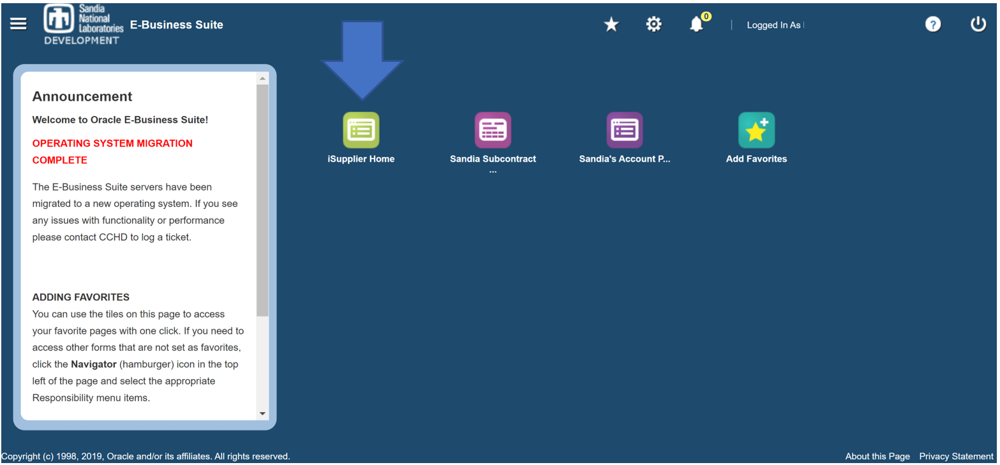 Sandia
National
Laboratories
DEVELOPMENT
E-Business Suite
0
| Logged In As
?
Announcement
Welcome to Oracle E-Business Suite!
OPERATING SYSTEM MIGRATION
COMPLETE
The E-Business Suite servers have been
migrated to a new operating system. If you see
any issues with functionality or performance
please contact CCHD to log a ticket.
ADDING FAVORITES
You can use the tiles on this page to access
your favorite pages with one click. If you need to
access other forms that are not set as favorites,
click the Navigator (hamburger) icon in the top
left of the page and select the appropriate
Responsibility menu items.
iSupplier Home
Sandia Subcontract
...
Sandia's Account P...
Add Favorites
Copyright (c) 1998, 2019, Oracle and/or its affiliates. All rights reserved.
About this Page Privacy Statement